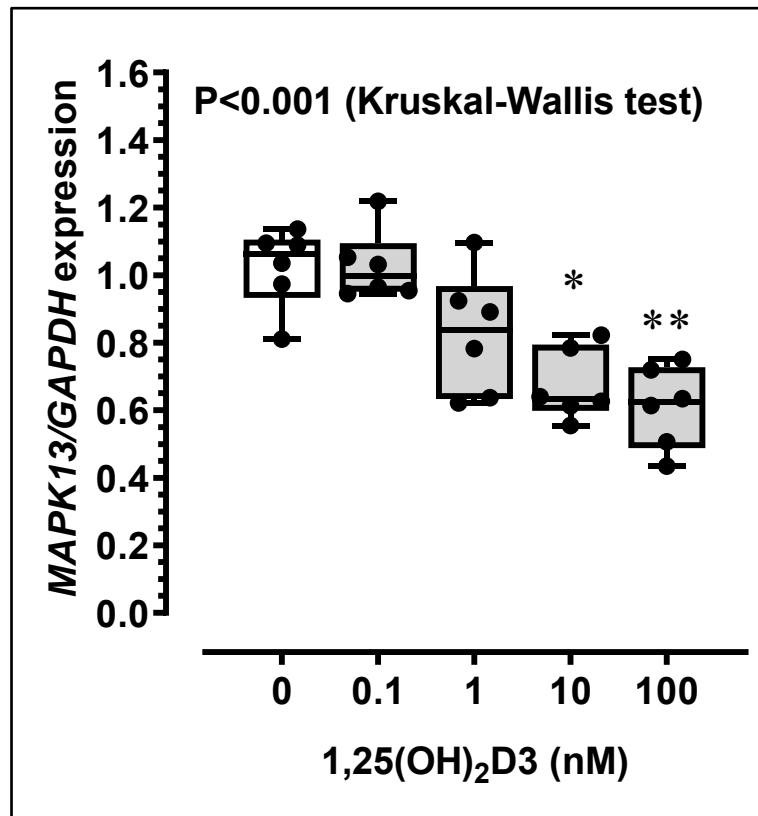 P<0.001 (Kruskal-Wallis test)
MAPK13/GAPDH expression
1.6
1.4
1.2
1.0
0.8
0.6
0.4
0.2
0.0
*
**
0 0.1 1 10 100
1,25(OH)₂D3 (nM)